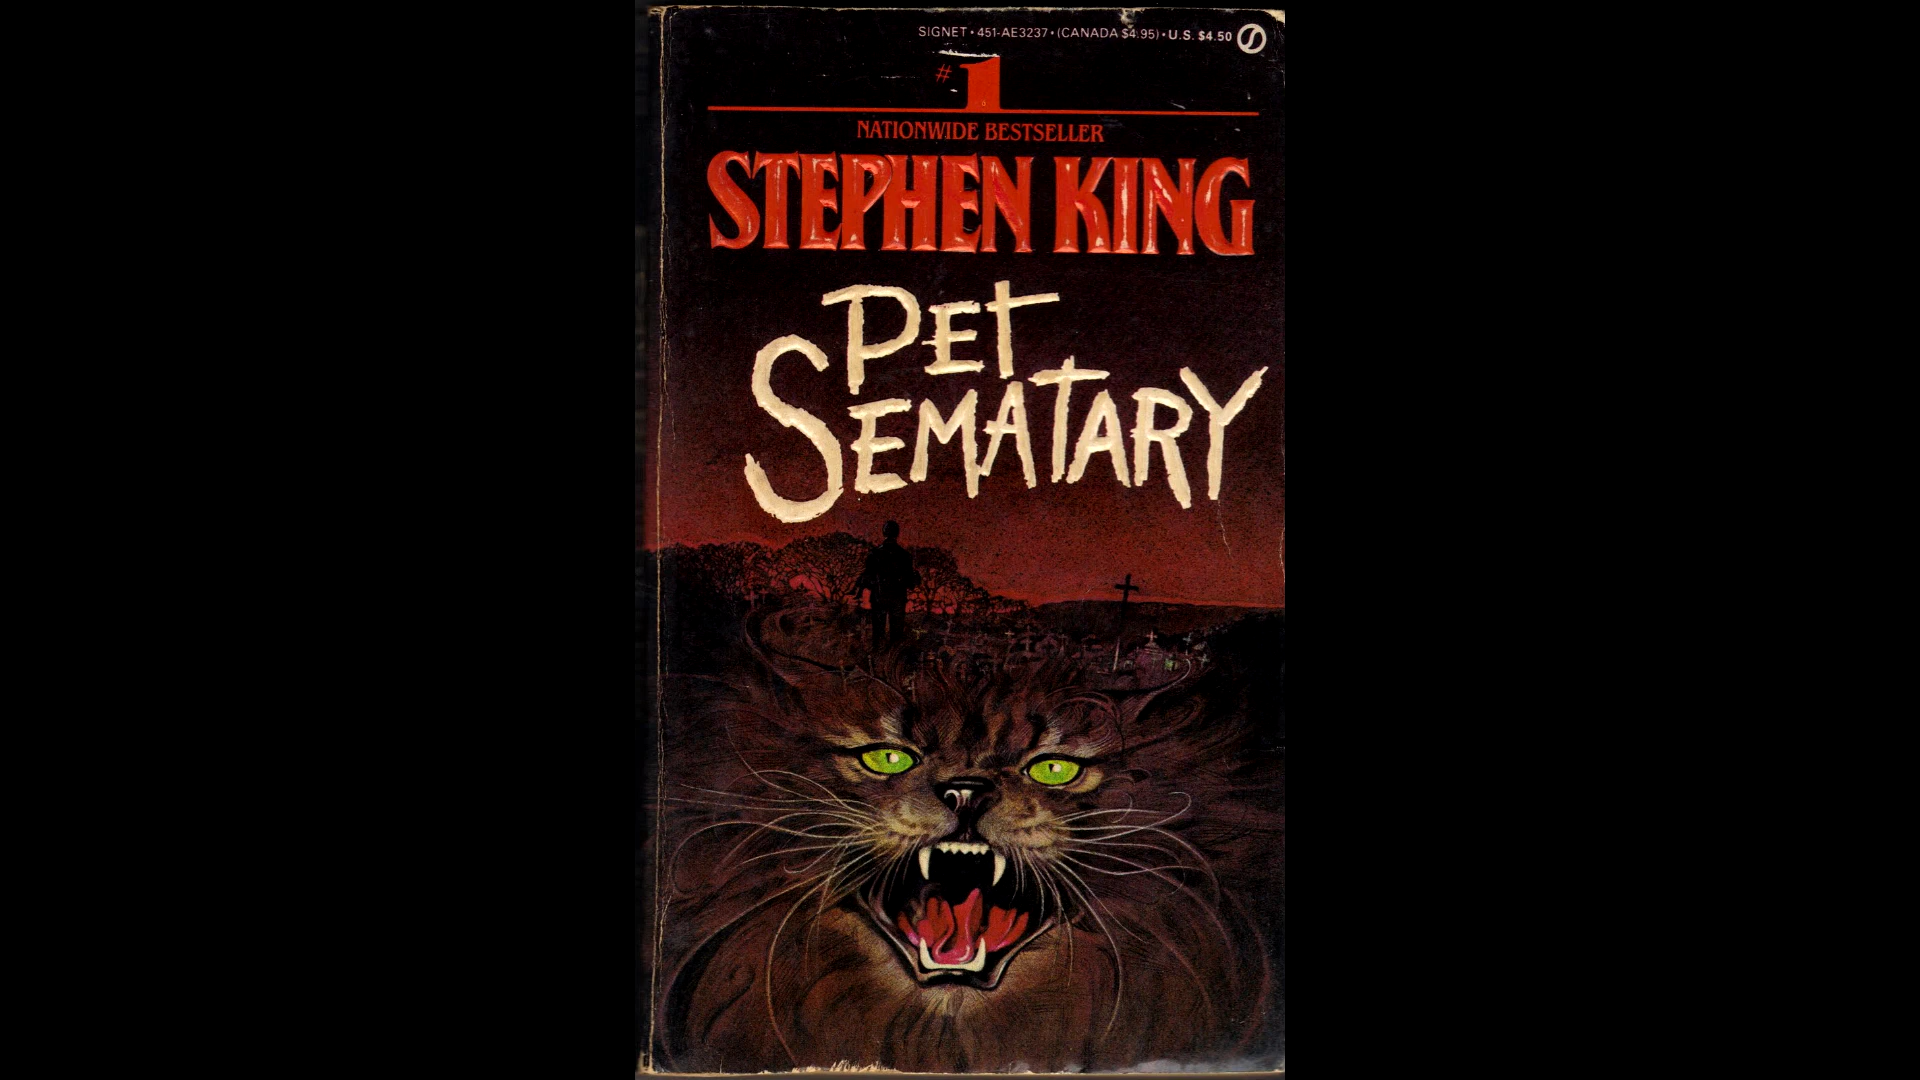 SIGNET • 451-AE3237 • (CANADA $4.95) • U.S. $4.50
#1
NATIONWIDE BESTSELLER
STEPHEN KING
PET
SEMATARY